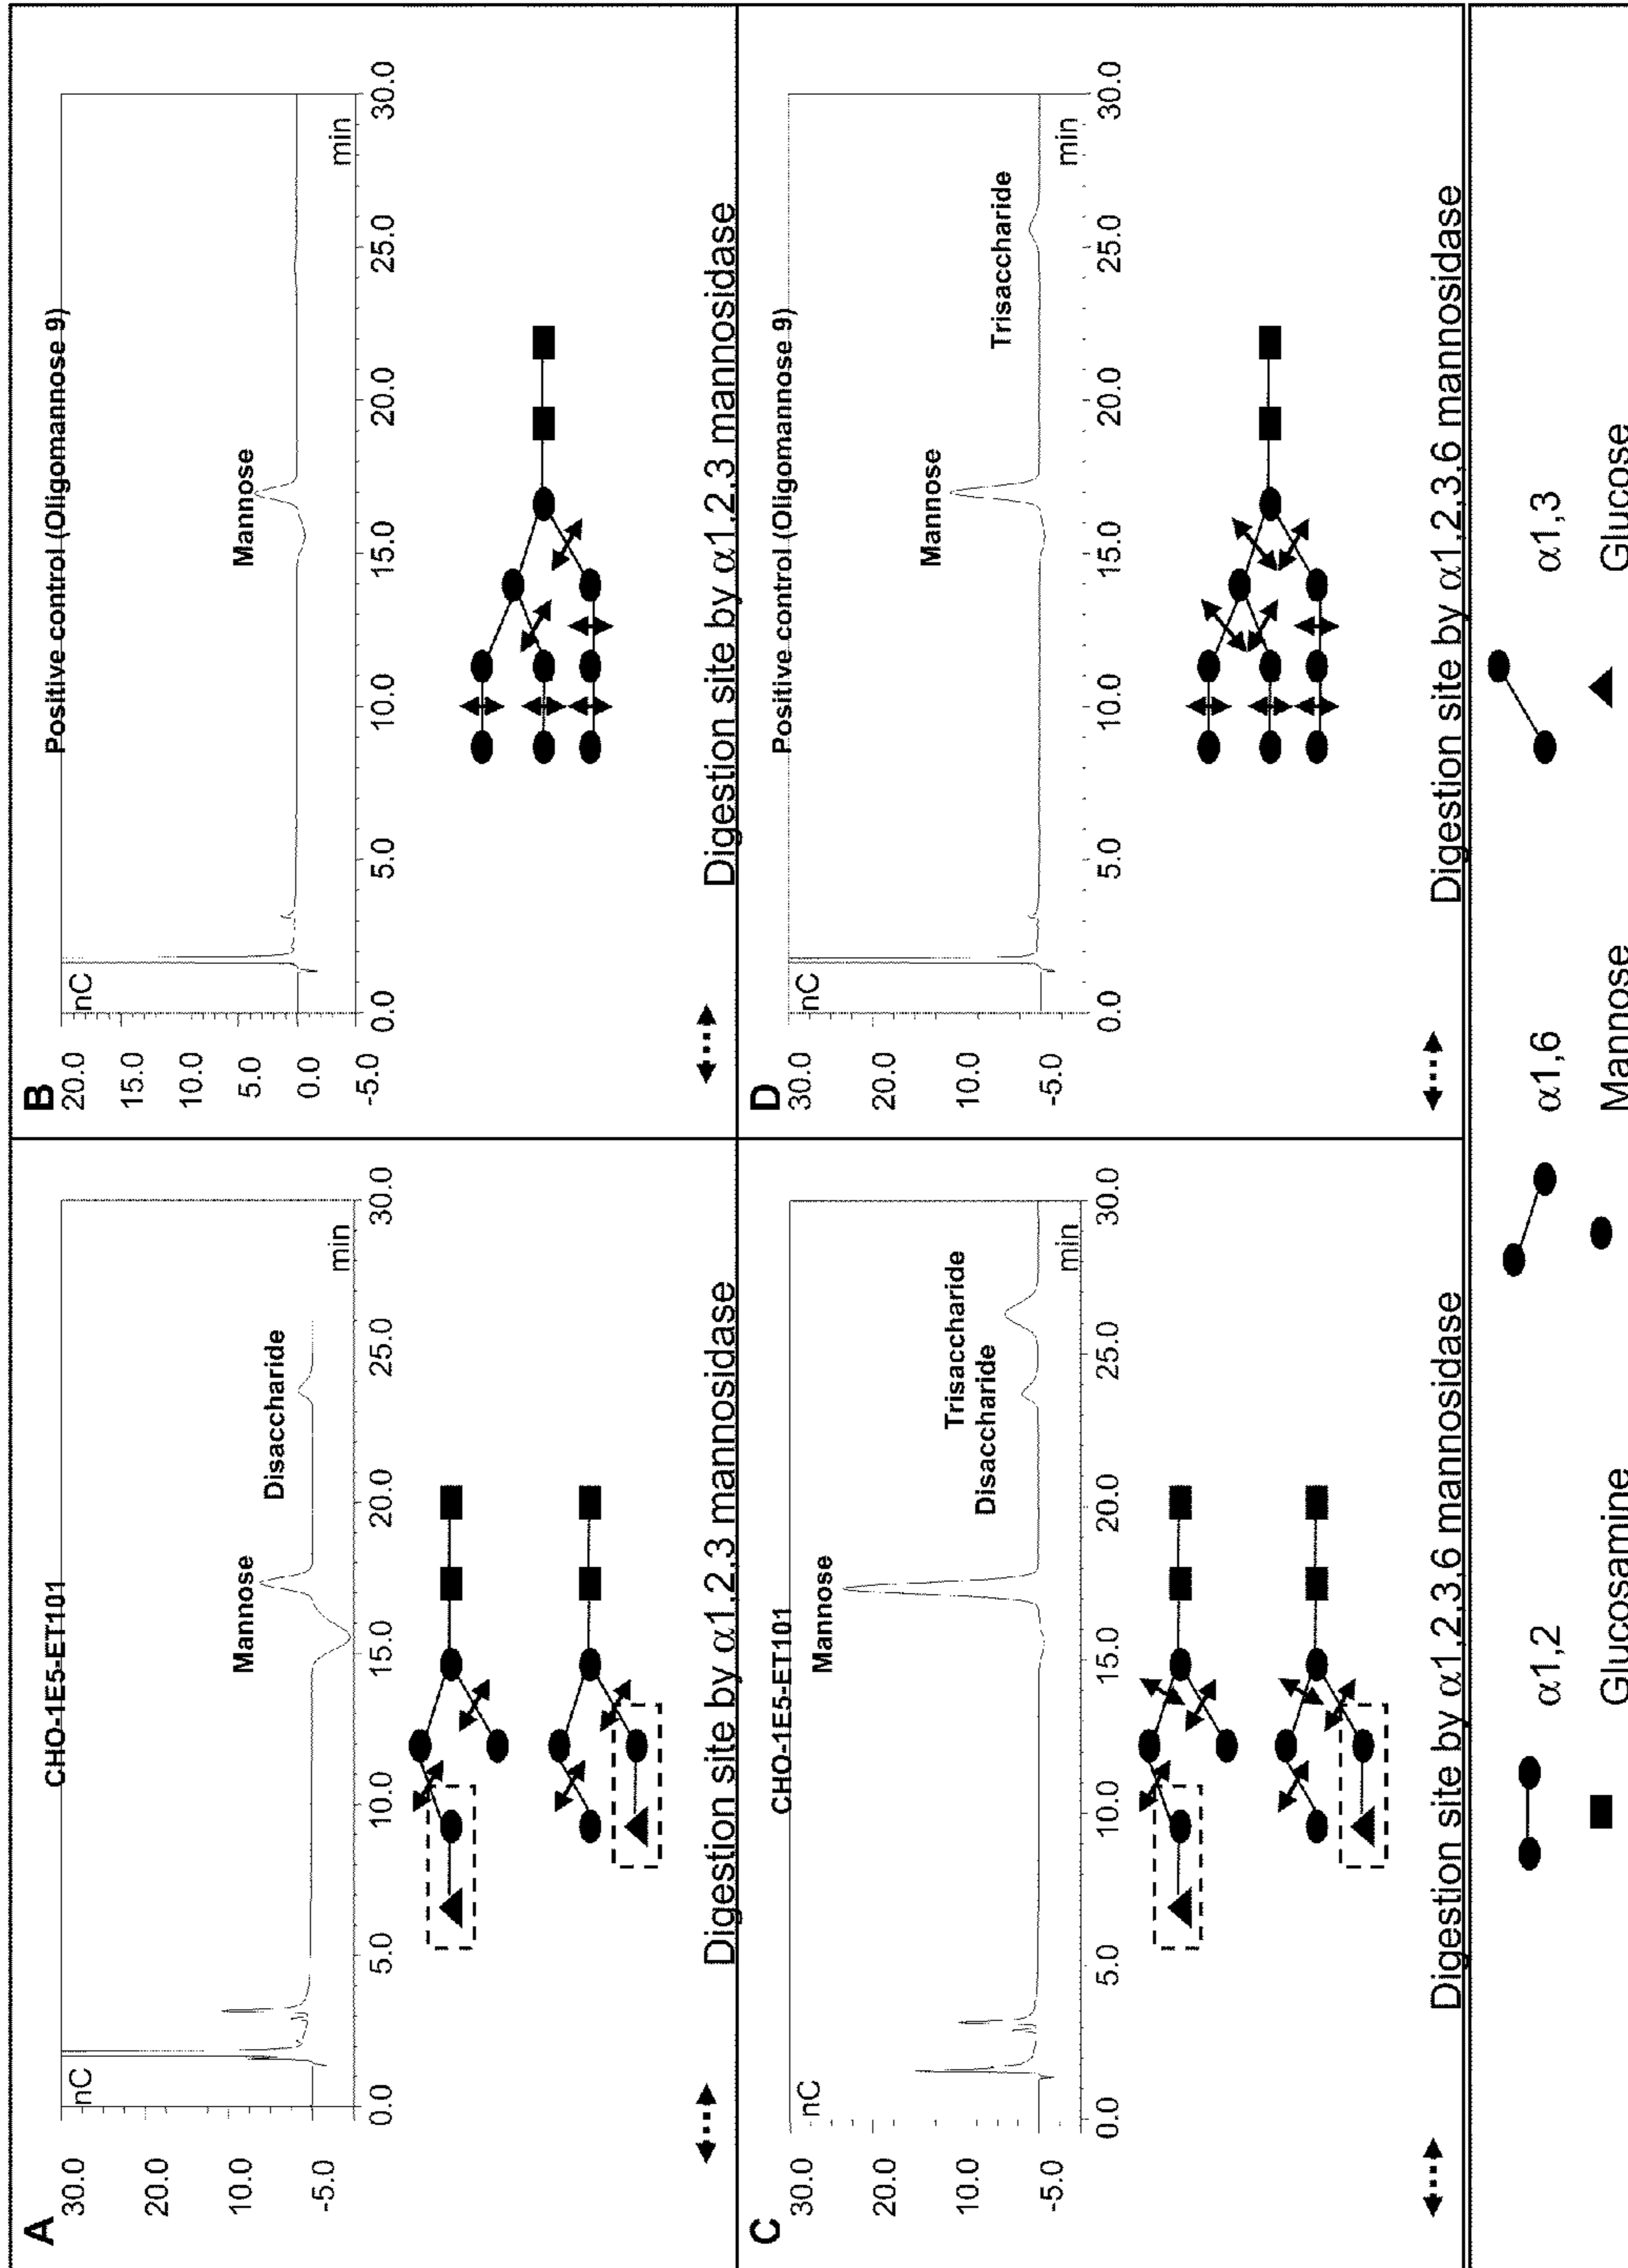 A
CHO-1E5-ET101
30.0
20.0
10.0
-5.0
nC
Mannose
Disaccharide
min
0.0 5.0 10.0 15.0 20.0 25.0 30.0
Digestion site by α1,2,3 mannosidase
B
Positive control (Oligomannose 9)
20.0
15.0
10.0
5.0
0.0
-5.0
nC
Mannose
min
0.0 5.0 10.0 15.0 20.0 25.0 30.0
Digestion site by α1,2,3 mannosidase
C
CHO-1E5-ET101
30.0
20.0
10.0
-5.0
nC
Mannose
Trisaccharide
Disaccharide
min
0.0 5.0 10.0 15.0 20.0 25.0 30.0
Digestion site by α1,2,3,6 mannosidase
D
Positive control (Oligomannose 9)
30.0
20.0
10.0
-5.0
nC
Mannose
Trisaccharide
min
0.0 5.0 10.0 15.0 20.0 25.0 30.0
Digestion site by α1,2,3,6 mannosidase
α1,2 α1,6 α1,3
Glucosamine Mannose Glucose